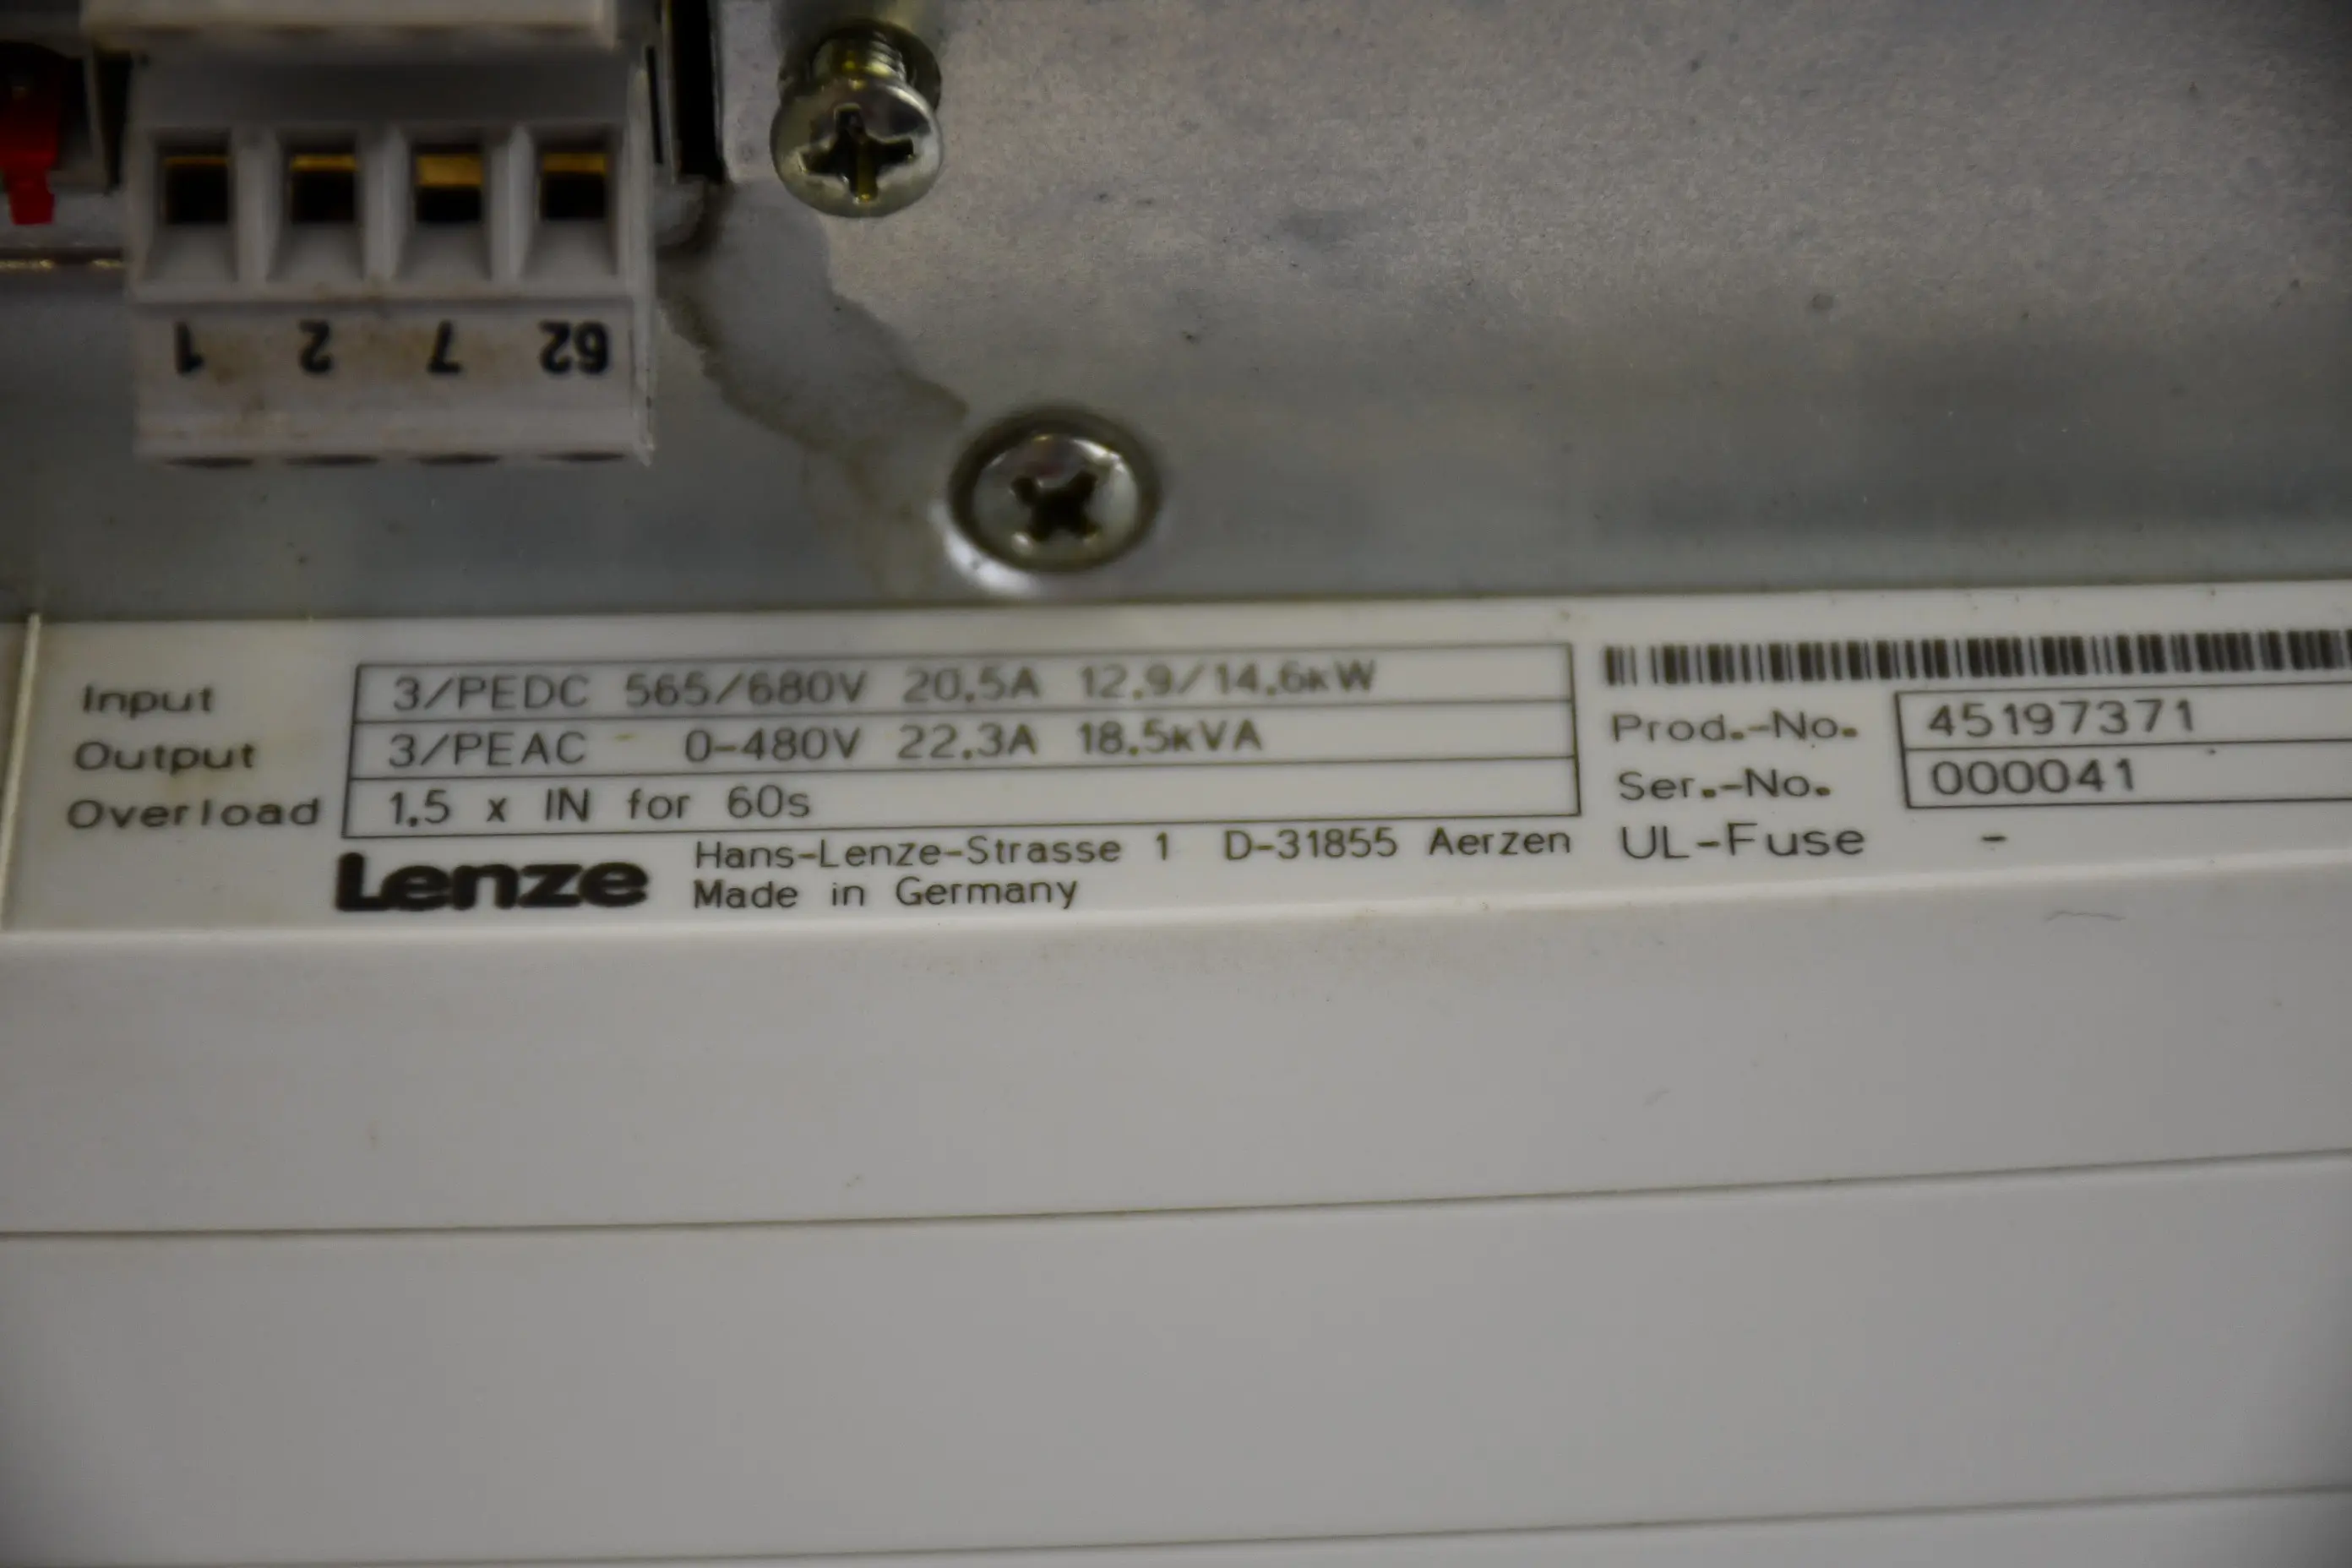 1 2 7 62
Input 3/PEDC 565/680V 20.5A 12.9/14.6kW
Output 3/PEAC 0-480V 22.3A 18.5kVA
Overload 1.5 x IN for 60s
Lenze
Hans-Lenze-Strasse 1 D-31855 Aerzen
Made in Germany
Prod.-No. 45197371
Ser.-No. 000041
UL-Fuse -